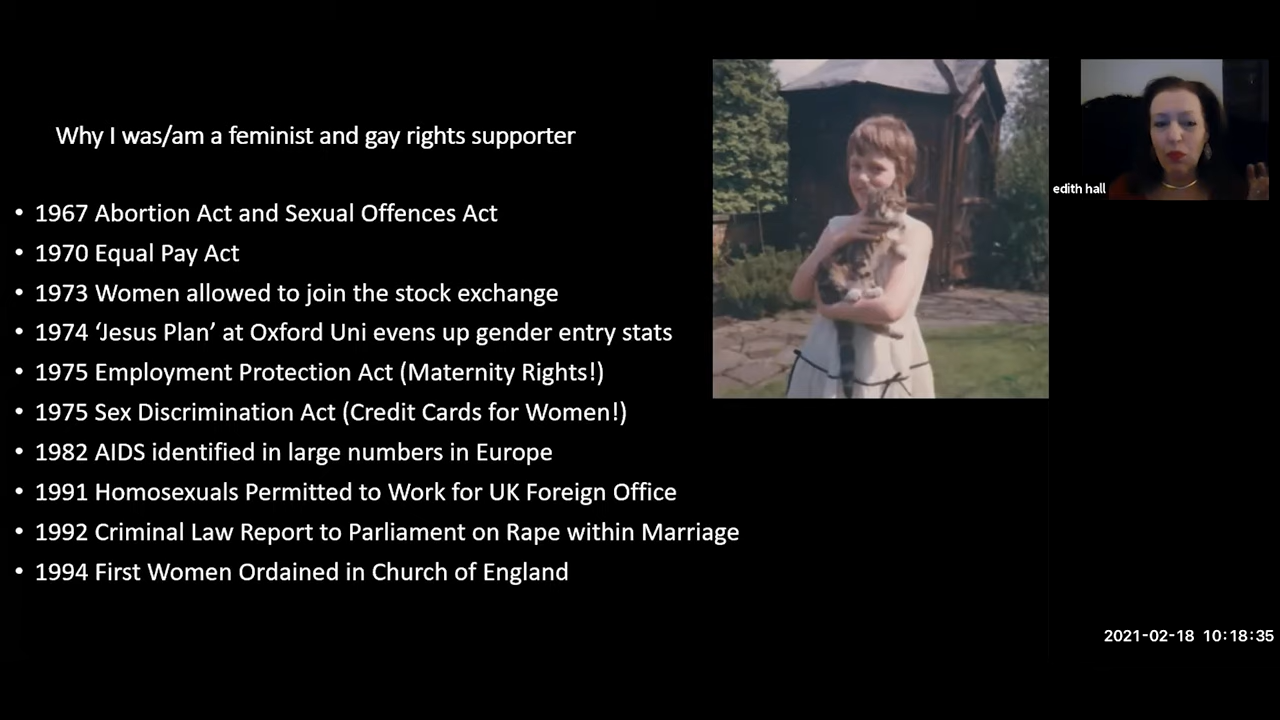 Why I was/am a feminist and gay rights supporter
• 1967 Abortion Act and Sexual Offences Act
• 1970 Equal Pay Act
• 1973 Women allowed to join the stock exchange
• 1974 ‘Jesus Plan’ at Oxford Uni evens up gender entry stats
• 1975 Employment Protection Act (Maternity Rights!)
• 1975 Sex Discrimination Act (Credit Cards for Women!)
• 1982 AIDS identified in large numbers in Europe
• 1991 Homosexuals Permitted to Work for UK Foreign Office
• 1992 Criminal Law Report to Parliament on Rape within Marriage
• 1994 First Women Ordained in Church of England
edith hall
2021-02-18 10:18:35